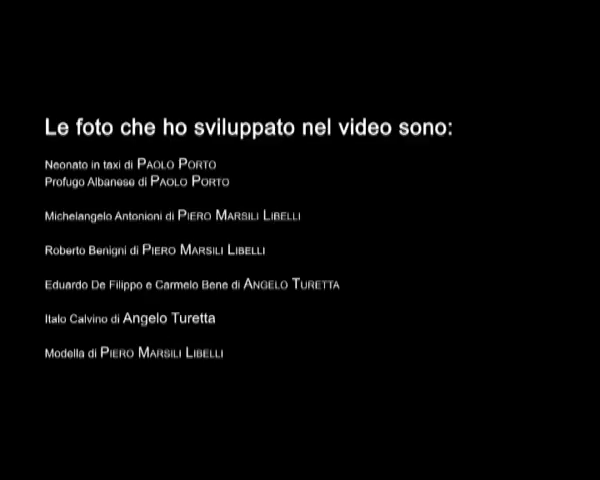 Le foto che ho sviluppato nel video sono:
Neonato in taxi di PAOLO PORTO
Profugo Albanese di PAOLO PORTO
Michelangelo Antonioni di PIERO MARSILI LIBELLI
Roberto Benigni di PIERO MARSILI LIBELLI
Eduardo De Filippo e Carmelo Bene di ANGELO TURETTA
Italo Calvino di Angelo Turetta
Modella di PIERO MARSILI LIBELLI